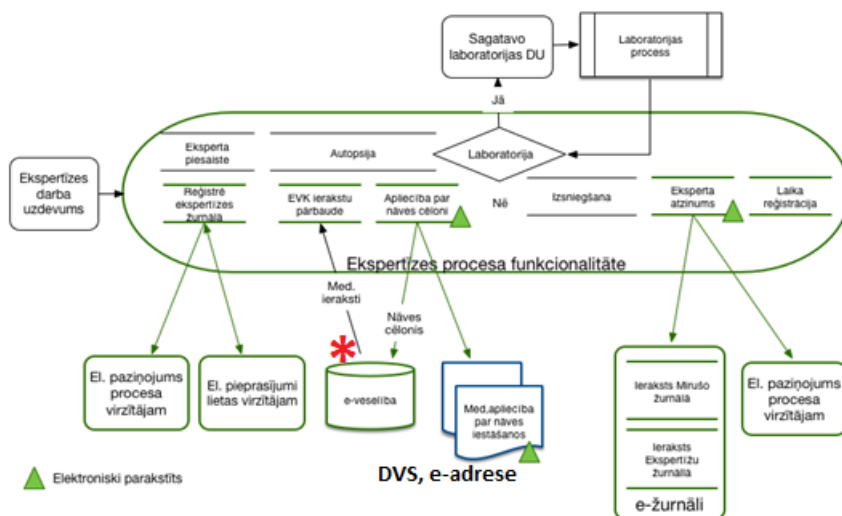 Sagatavo
laboratorijas DU
Laboratorijas
process
Jā
Eksperta
piesaiste
Autopsija
Laboratorija
Ekspertīzes
darba
uzdevums
Reģistrē
ekspertīzes
žurnālā
EVK ierakstu
pārbaude
Apliecība par
nāves cēloni
Nē
Izsniegšana
Eksperta
atzinums
Laika
reģistrācija
Ekspertīzes procesa funkcionalitāte
Med.
ieraksti
Nāves
cēlonis
El. paziņojums
procesa
virzītājam
El. pieprasījumi
lietas virzītājam
e-veselība
Med,apliecība
par nāves
iestāšanos
DVS, e-adrese
Ieraksts Mirušo
žurnālā
Ieraksts
Ekspertīžu
žurnāllā
e-žurnāli
El. paziņojums
procesa
virzītājam
Elektroniski parakstīts